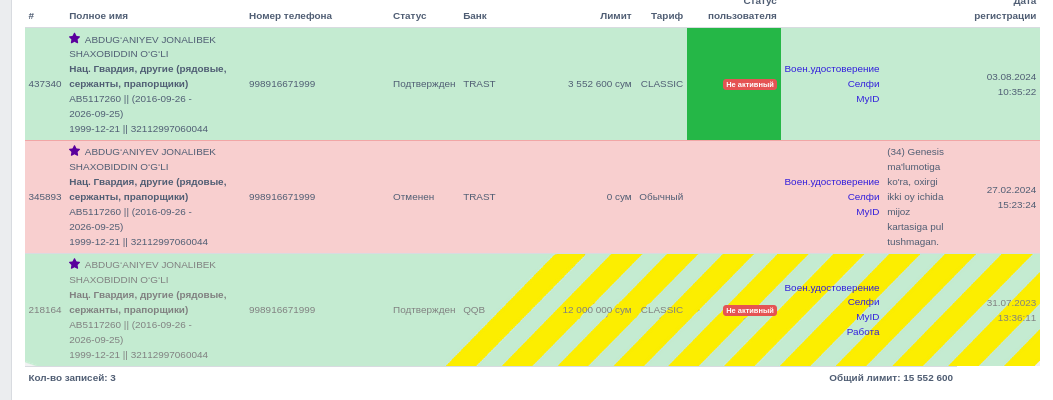 Статус
Дата
# Полное имя Номер телефона Статус Банк Лимит Тариф пользователя регистрации
ABDUG'ANIYEV JONALIBEK
SHAXOBIDDIN O'G'LI
Нац. Гвардия, другие (рядовые,
сержанты, прапорщики)
AB5117260 || (2016-09-26 -
2026-09-25)
1999-12-21 || 32112997060044
437340
998916671999
Подтвержден
TRAST
3 552 600 сум
CLASSIC
Не активный
Воен.удостоверение
Селфи
MyID
03.08.2024
10:35:22
ABDUG'ANIYEV JONALIBEK
SHAXOBIDDIN O'G'LI
Нац. Гвардия, другие (рядовые,
сержанты, прапорщики)
AB5117260 || (2016-09-26 -
2026-09-25)
1999-12-21 || 32112997060044
345893
998916671999
Отменен
TRAST
0 сум
Обычный
Воен.удостоверение
Селфи
MyID
(34) Genesis
ma'lumotiga
ko'ra, oxirgi
ikki oy ichida
mijoz
kartasiga pul
tushmagan.
27.02.2024
15:23:24
ABDUG'ANIYEV JONALIBEK
SHAXOBIDDIN O'G'LI
Нац. Гвардия, другие (рядовые,
сержанты, прапорщики)
AB5117260 || (2016-09-26 -
2026-09-25)
1999-12-21 || 32112997060044
218164
998916671999
Подтвержден
QQB
12 000 000 сум
CLASSIC
Не активный
Воен.удостоверение
Селфи
MyID
Работа
31.07.2023
13:36:11
Кол-во записей: 3 Общий лимит: 15 552 600